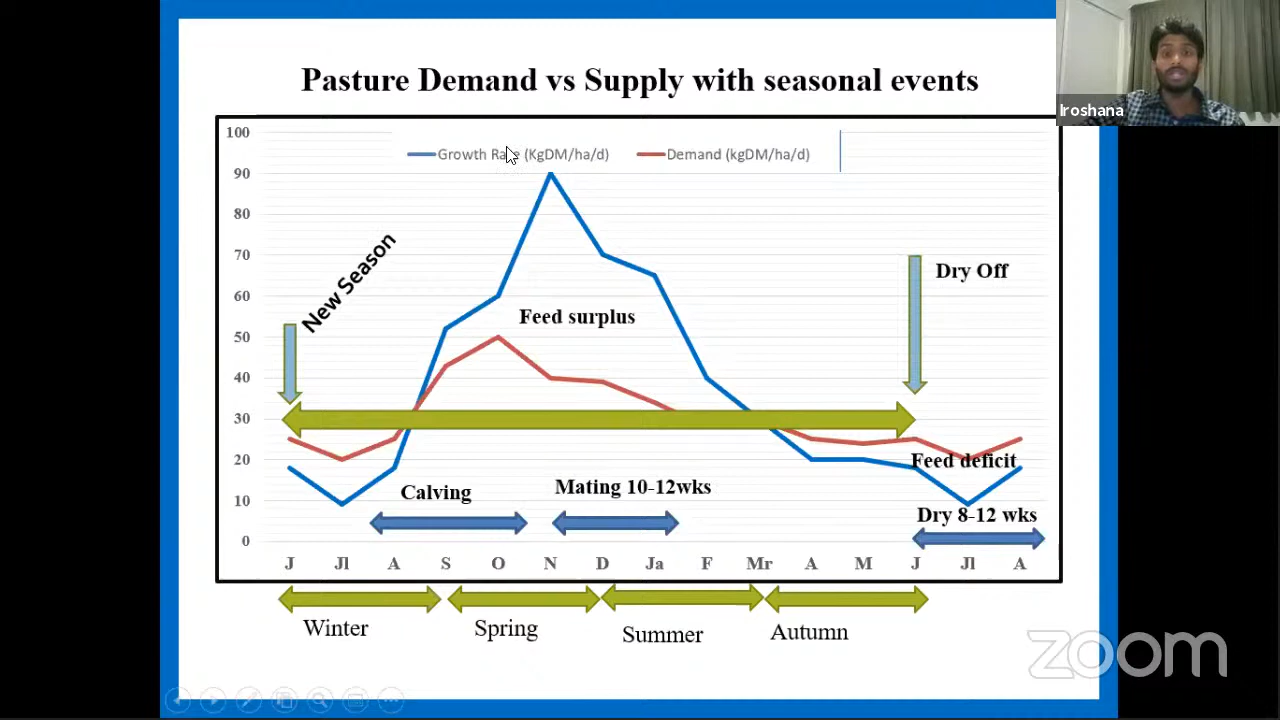 Iroshana
Pasture Demand vs Supply with seasonal events
Growth Rate (KgDM/ha/d) Demand (kgDM/ha/d)
100
90
80
70
60
50
40
30
20
10
0
New Season
Dry Off
Feed surplus
Feed deficit
Calving
Mating 10-12wks
Dry 8-12 wks
J Jl A S O N D Ja F Mr A M J Jl A
Winter Spring Summer Autumn
zoom